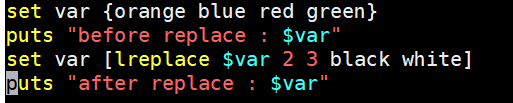 set var {orange blue red green}
puts "before replace : $var"
set var [lreplace $var 2 3 black white]
puts "after replace : $var"